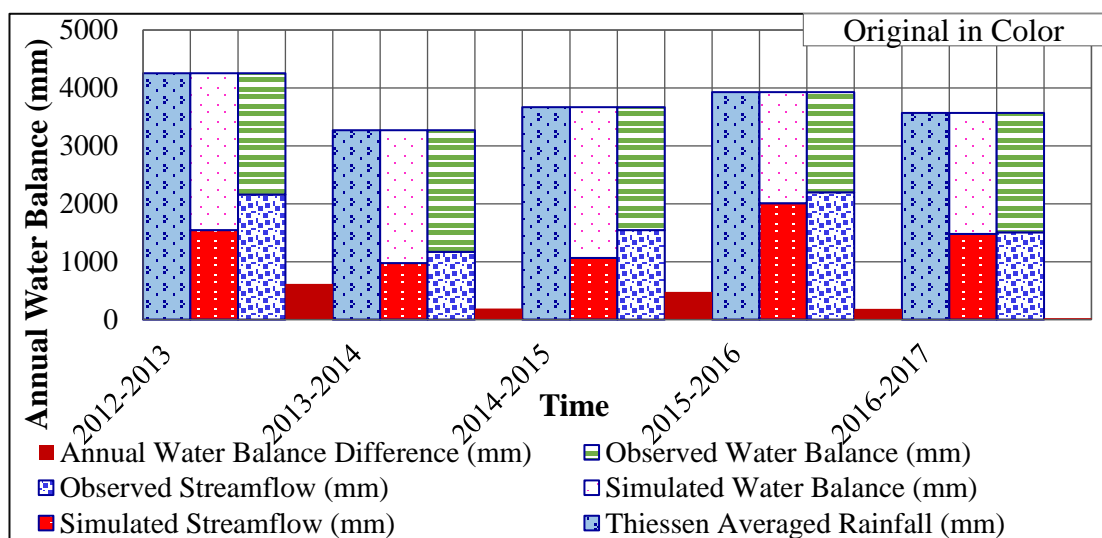 Original in Color
Annual Water Balance (mm)
5000
4000
3000
2000
1000
0
2012-2013
2013-2014
2014-2015
2015-2016
2016-2017
Time
Annual Water Balance Difference (mm)
Observed Water Balance (mm)
Observed Streamflow (mm)
Simulated Water Balance (mm)
Simulated Streamflow (mm)
Thiessen Averaged Rainfall (mm)